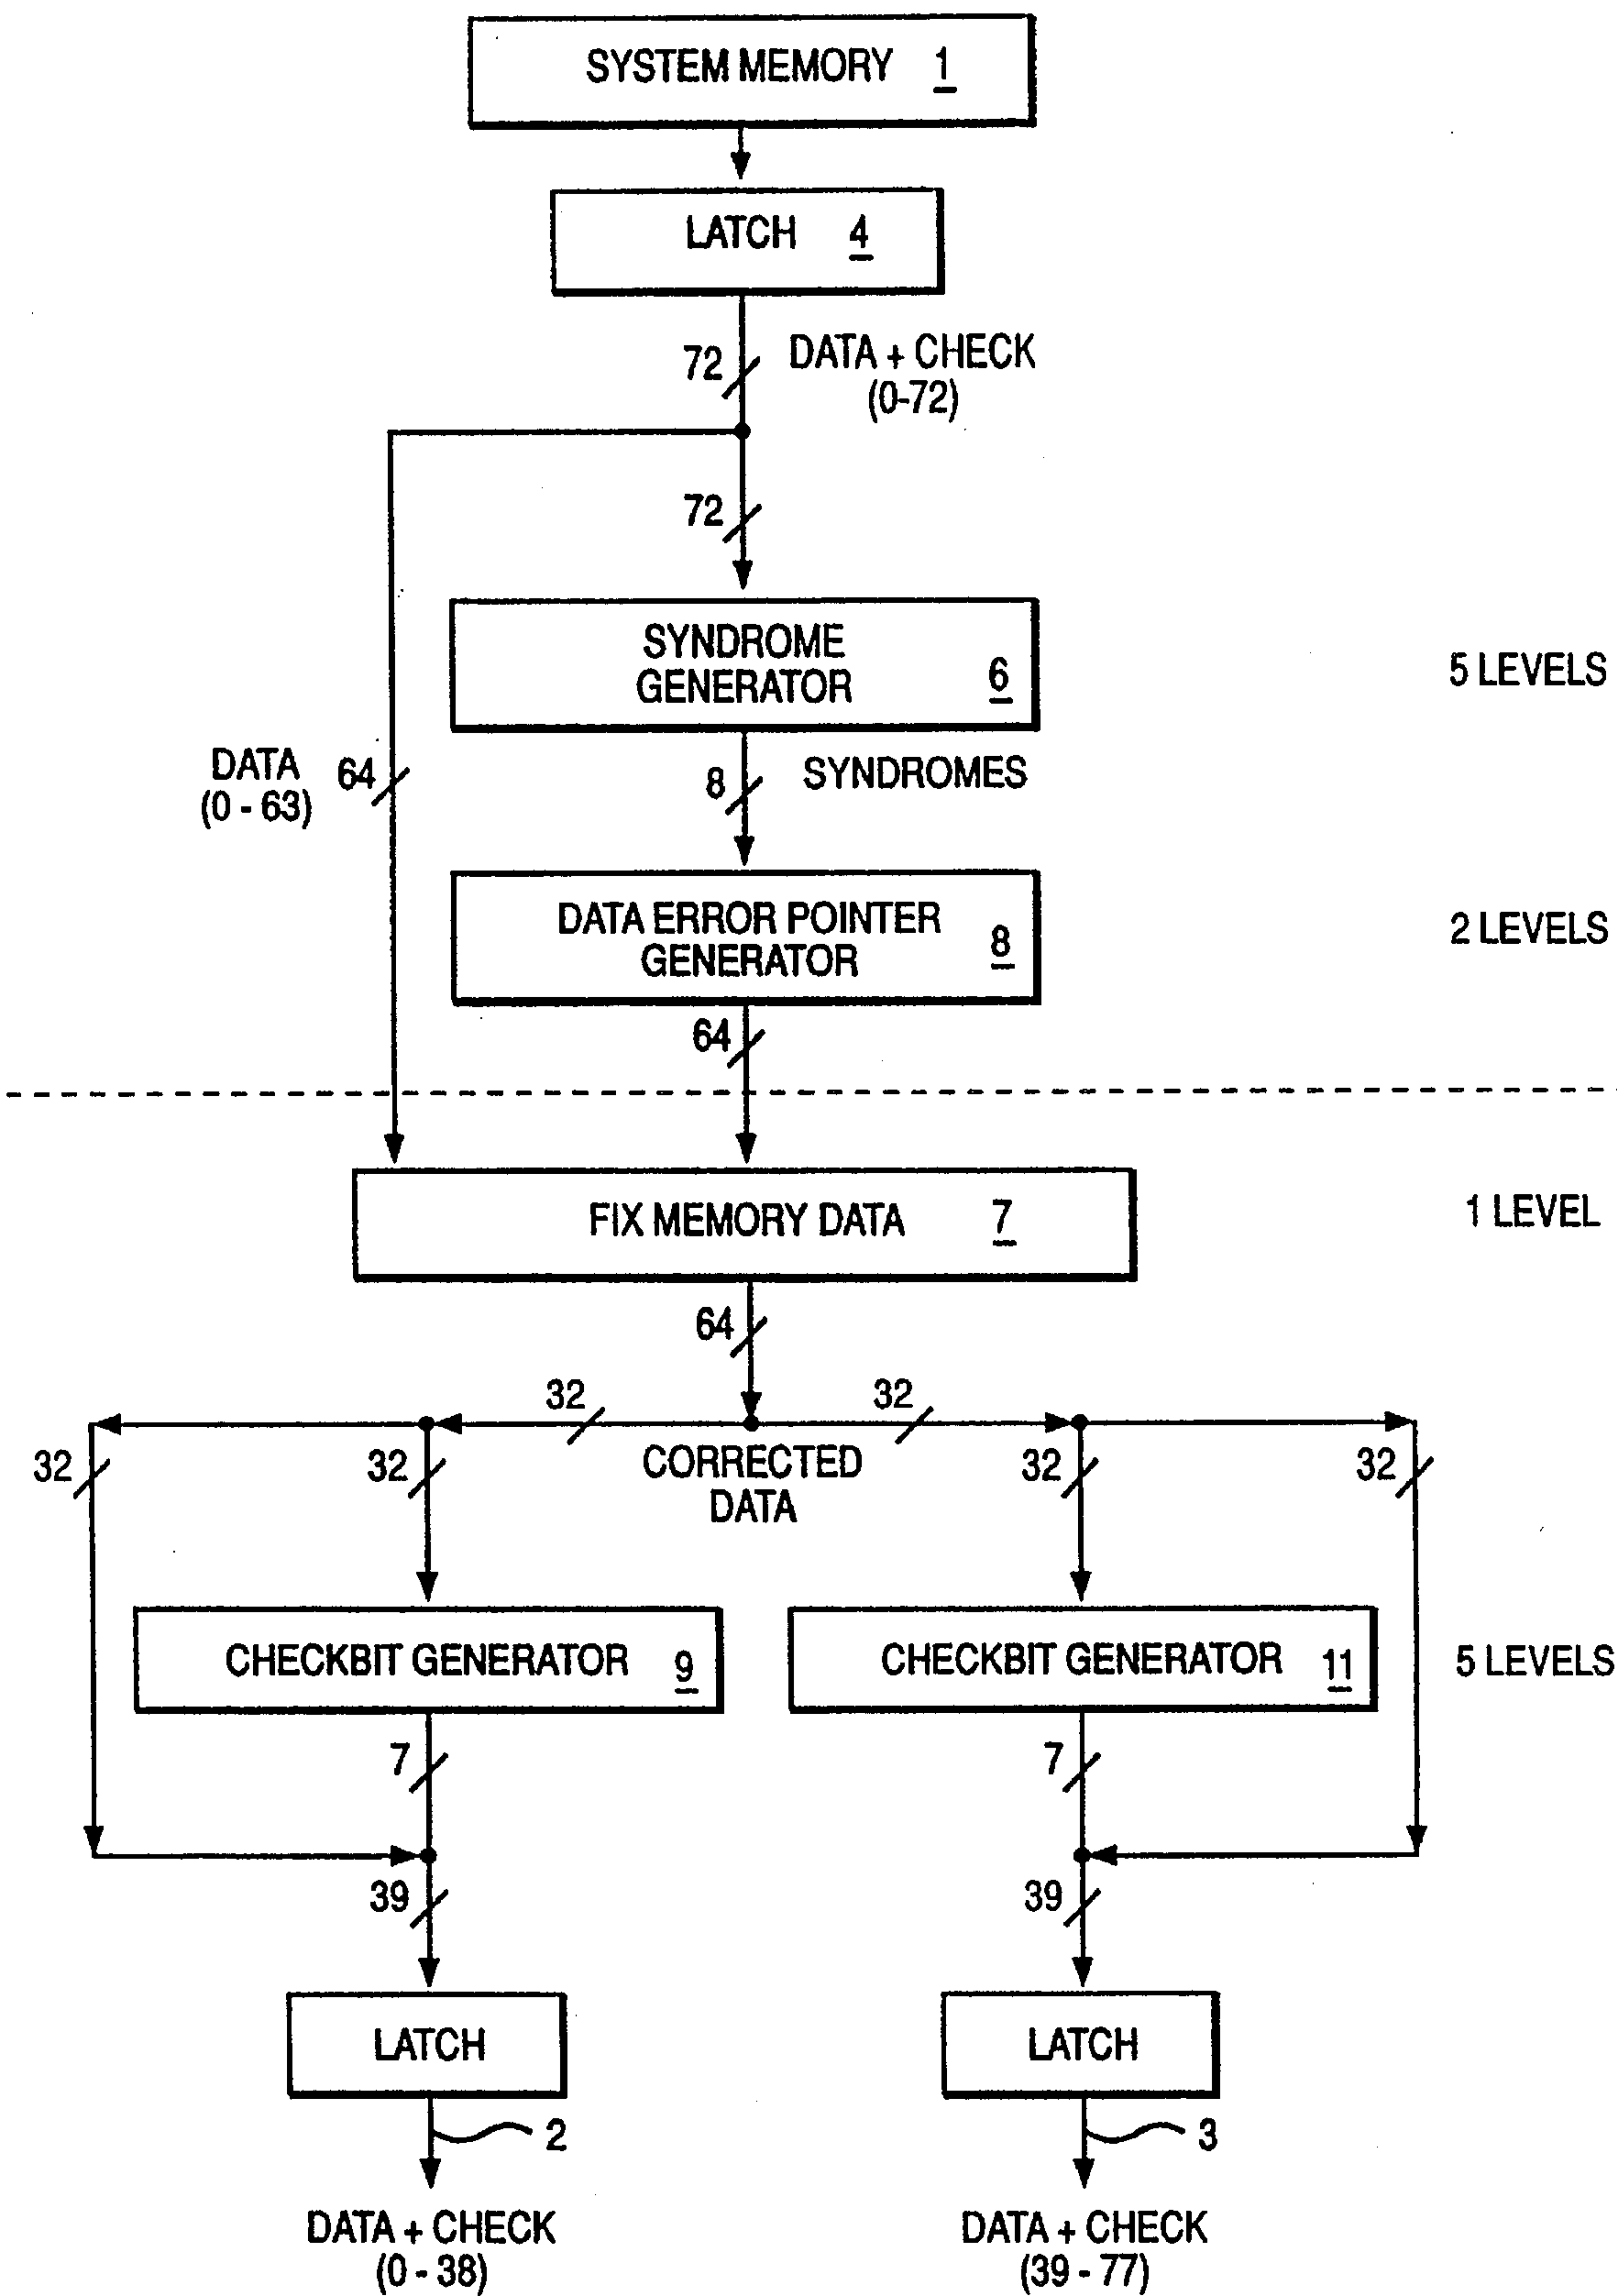 SYSTEM MEMORY 1
LATCH 4
72
DATA + CHECK
(0-72)
72
SYNDROME
GENERATOR 6
5 LEVELS
DATA
(0 - 63)
64
8
SYNDROMES
DATA ERROR POINTER
GENERATOR 8
2 LEVELS
64
FIX MEMORY DATA 7
1 LEVEL
64
32
32
32
32
CORRECTED
DATA
32
32
CHECKBIT GENERATOR 9
CHECKBIT GENERATOR 11
5 LEVELS
7
7
39
39
LATCH
LATCH
2
3
DATA + CHECK
(0 - 38)
DATA + CHECK
(39 - 77)